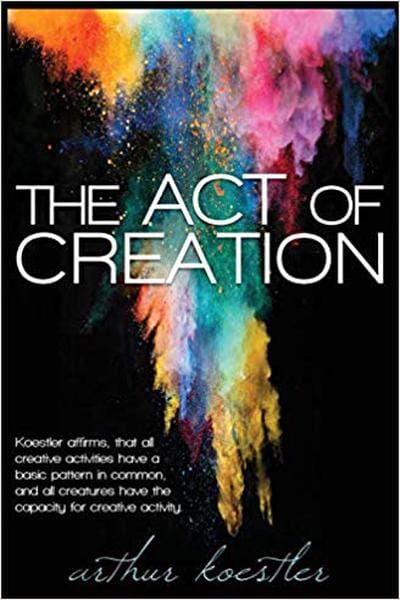 THE ACT OF
CREATION
Koestler affirms, that all
creative activities have a
basic pattern in common,
and all creatures have the
capacity for creative activity.
arthur koestler